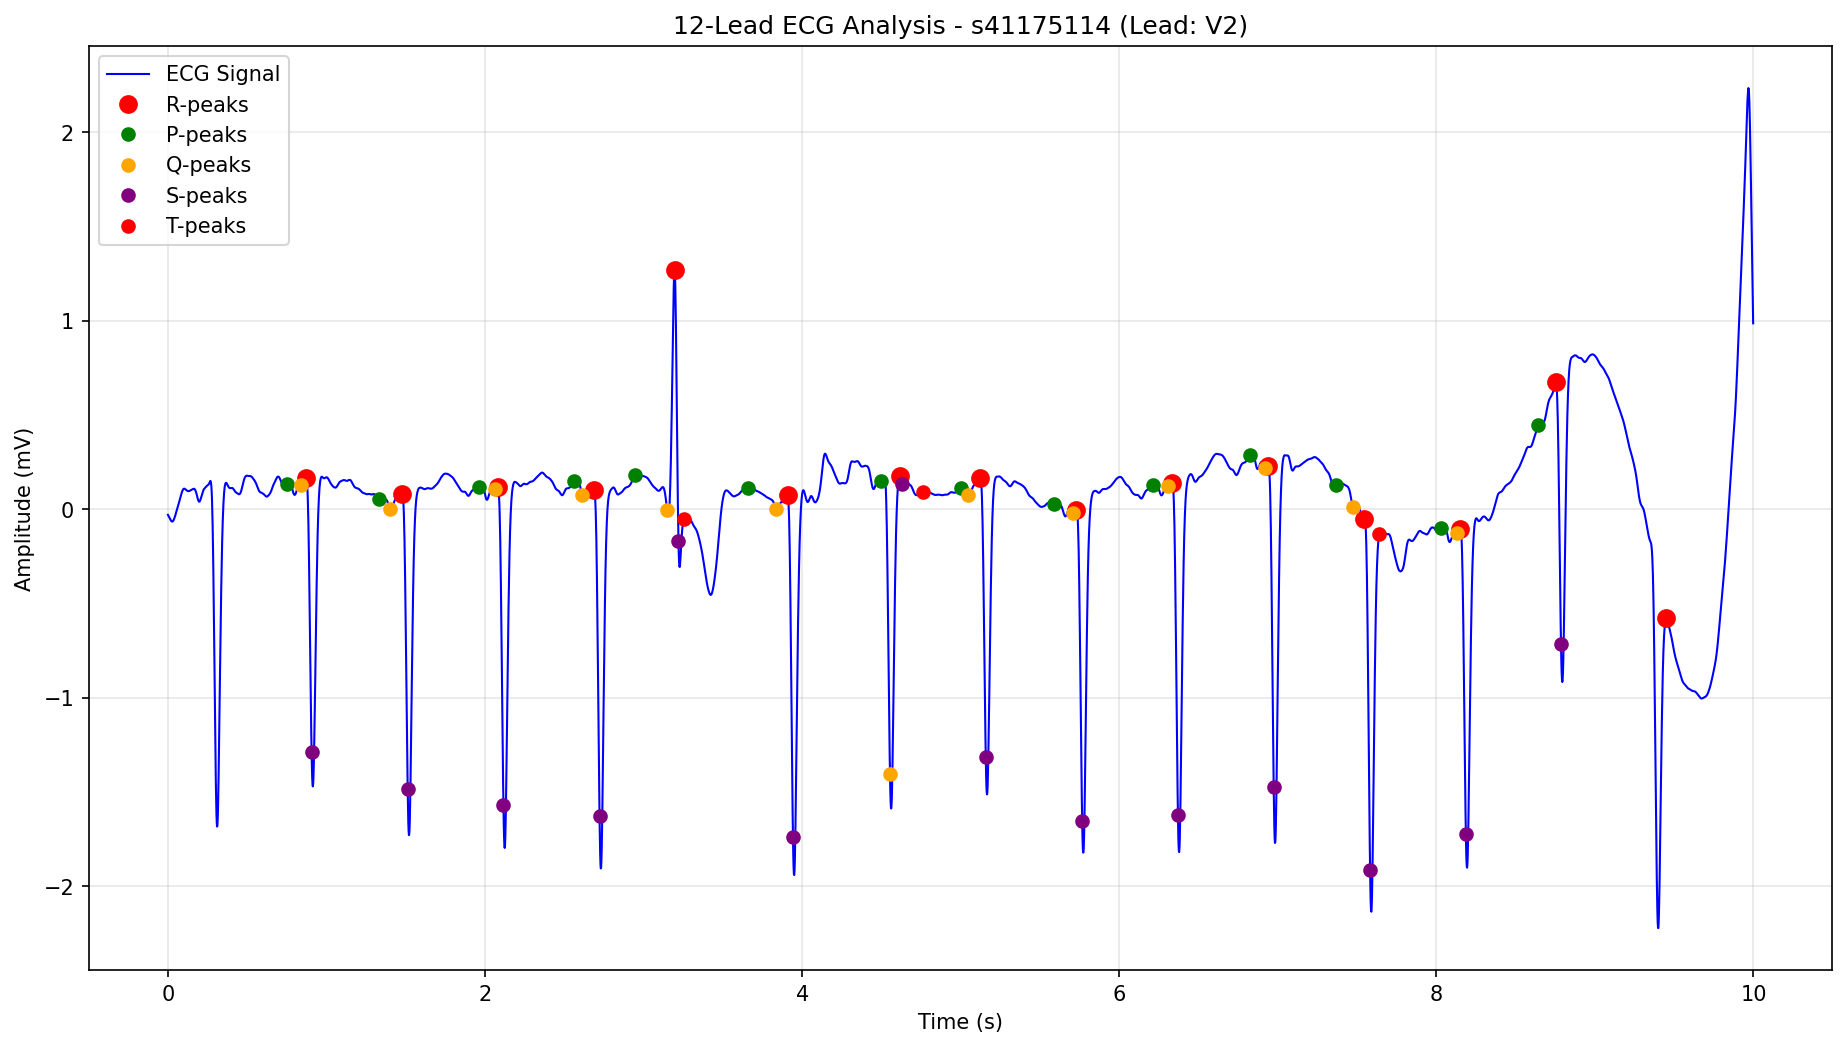 12-Lead ECG Analysis - s41175114 (Lead: V2)
ECG Signal
R-peaks
P-peaks
Q-peaks
S-peaks
T-peaks
Amplitude (mV)
2
1
0
−1
−2
0 2 4 6 8 10
Time (s)